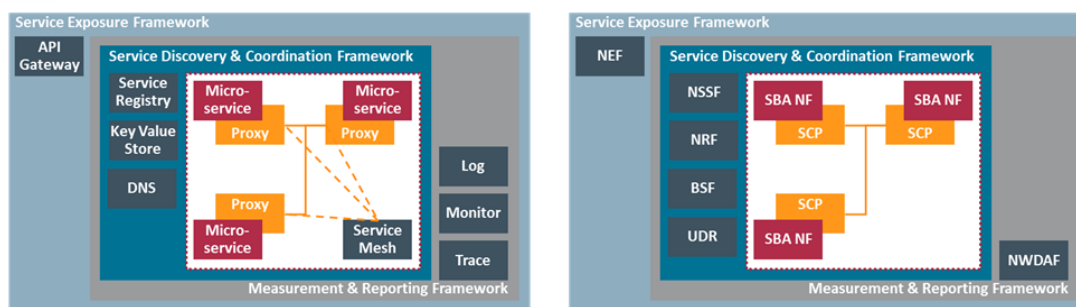 Service Exposure Framework
API
Gateway
Service Discovery & Coordination Framework
Service
Registry
Key Value
Store
DNS
Micro-
service
Proxy
Micro-
service
Proxy
Proxy
Micro-
service
Service
Mesh
Log
Monitor
Trace
Measurement & Reporting Framework
Service Exposure Framework
NEF
Service Discovery & Coordination Framework
NSSF
NRF
BSF
UDR
SBA NF
SCP
SBA NF
SCP
SCP
SBA NF
NWDAF
Measurement & Reporting Framework